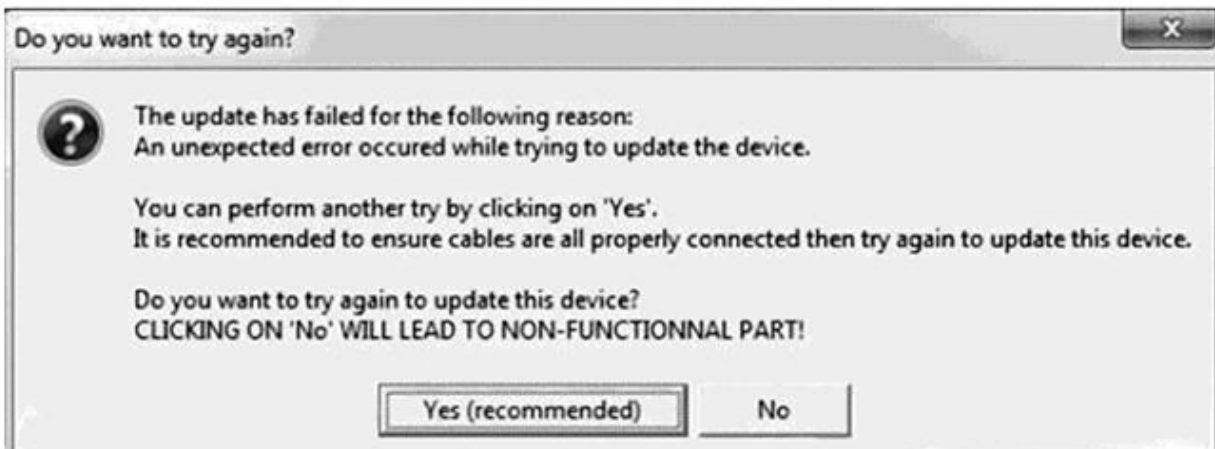 Do you want to try again?
The update has failed for the following reason:
An unexpected error occured while trying to update the device.
You can perform another try by clicking on 'Yes'.
It is recommended to ensure cables are all properly connected then try again to update this device.
Do you want to try again to update this device?
CLICKING ON 'No' WILL LEAD TO NON-FUNCTIONNAL PART!
Yes (recommended) No